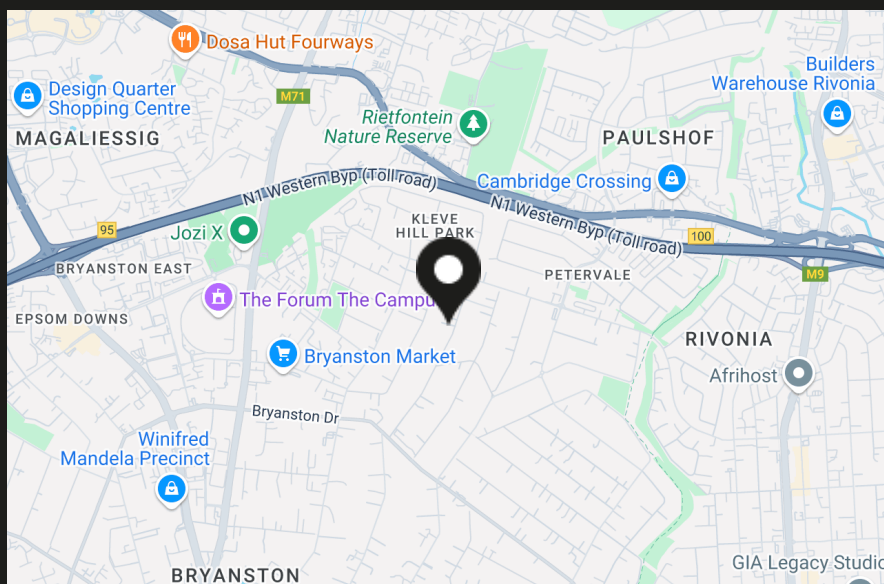 Dosa Hut Fourways
Builders
Warehouse Rivonia
Design Quarter
Shopping Centre
M71
Rietfontein
Nature Reserve
MAGALIESSIG
PAULSHOF
Cambridge Crossing
N1 Western Byp (Toll road)
N1 Western Byp (Toll road)
95
Jozi X
KLEVE
HILL PARK
100
BRYANSTON EAST
PETERVALE
M9
The Forum The Campu
EPSOM DOWNS
RIVONIA
Bryanston Market
Afrihost
Bryanston Dr
Winifred
Mandela Precinct
GIA Legacy Studio
BRYANSTON